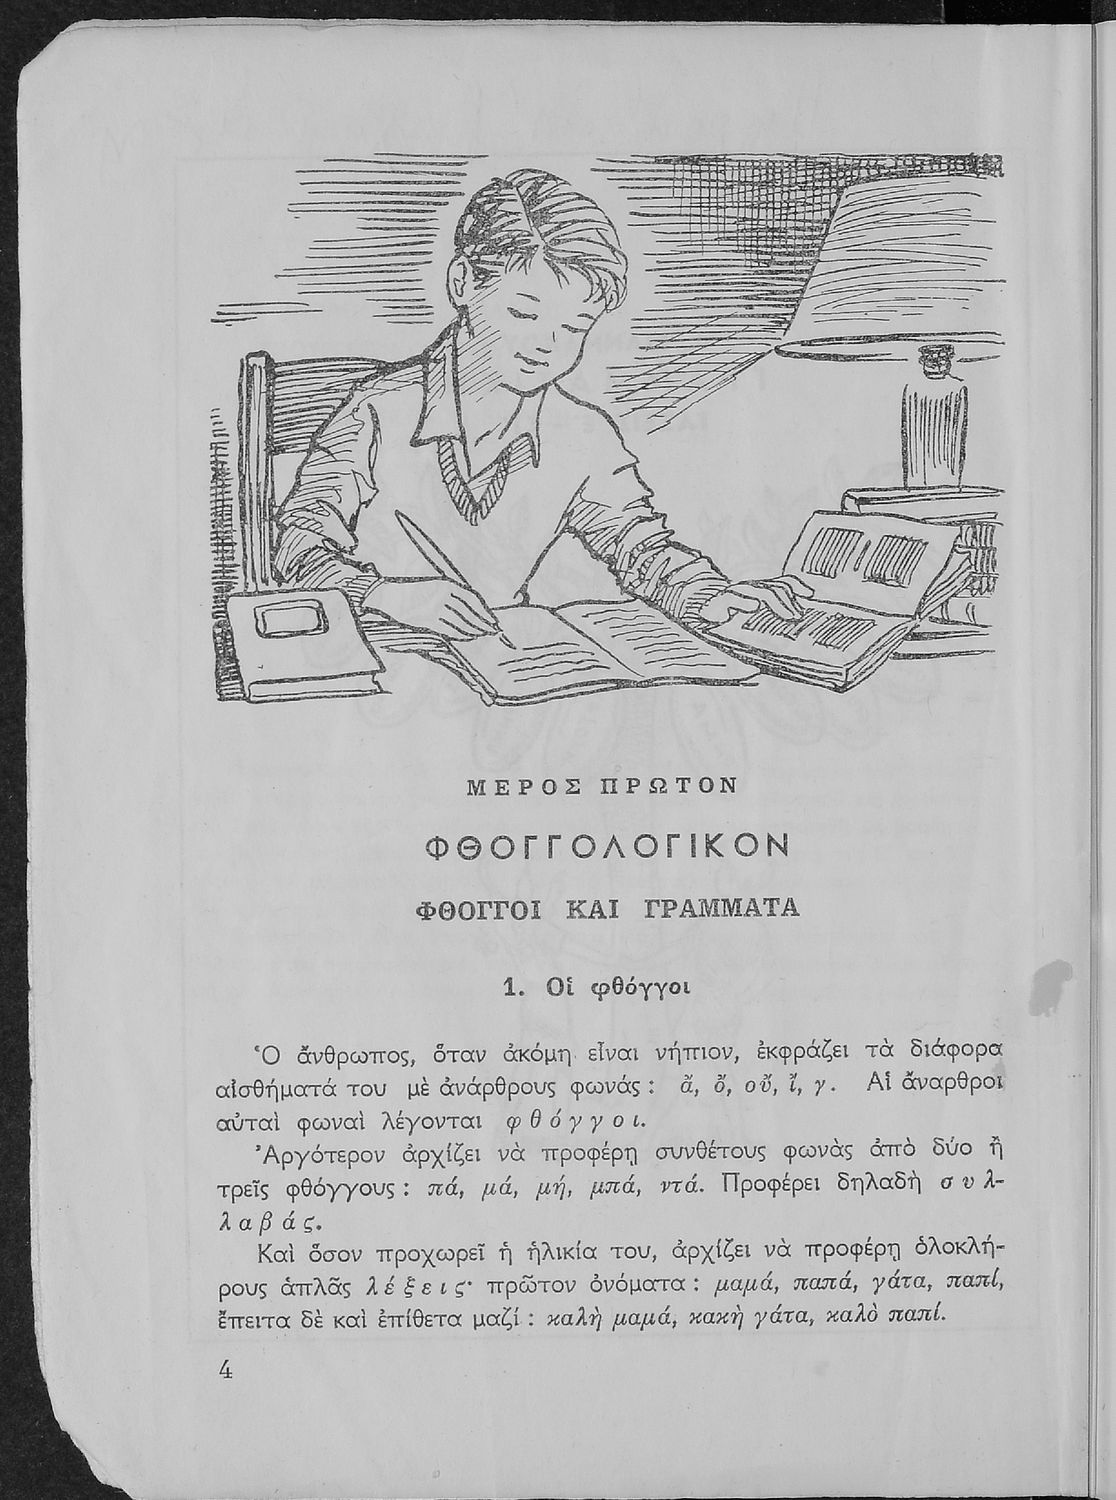 ΜΕΡΟΣ ΠΡΩΤΟΝ
ΦΘΟΓΓΟΛΟΓΙΚΟΝ
ΦΘΟΓΓΟΙ ΚΑΙ ΓΡΑΜΜΑΤΑ
1. Οἱ φθόγγοι
Ὁ ἄνθρωπος, ὅταν ἀκόμη εἶναι νήπιον, ἐκφράζει τὰ διάφορα
αἰσθήματά του μὲ ἀνάρθρους φωνάς : ἄ, ὄ, οὔ, ἴ, γ. Αἱ ἄναρθροι
αὐταὶ φωναὶ λέγονται φθόγγοι.
Ἀργότερον ἀρχίζει νὰ προφέρῃ συνθέτους φωνὰς ἀπὸ δύο ἢ
τρεῖς φθόγγους : πά, μά, μή, μπά, ντά. Προφέρει δηλαδὴ συλ-
λαβάς.
Καὶ ὅσον προχωρεῖ ἡ ἡλικία του, ἀρχίζει νὰ προφέρῃ ὁλοκλή-
ρους ἁπλᾶς λέξεις· πρῶτον ὀνόματα : μαμά, παπά, γάτα, παπί,
ἔπειτα δὲ καὶ ἐπίθετα μαζί : καλὴ μαμά, κακὴ γάτα, καλὸ παπί.
4